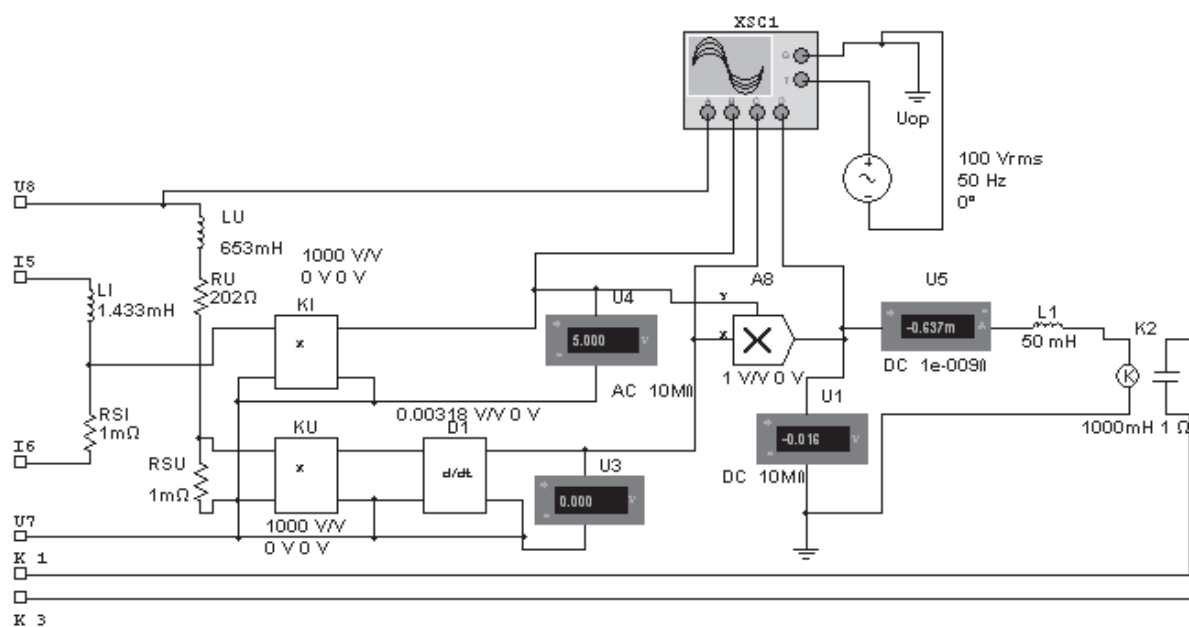 XSC1
G
T
A
B
C
D
Uop
100 Vrms
50 Hz
0°
U8
LU
653mH
1000 V/V
0 V 0 V
I5
LI
1.433mH
RU
202Ω
KI
x
U4
5.000
V
AC 10MΩ
A8
Y
X
1 V/V 0 V
U5
-0.637m
A
DC 1e-009Ω
L1
50 mH
K2
K
1000mH 1 Ω
RSI
1mΩ
0.00318 V/V 0 V
U1
-0.016
V
DC 10MΩ
I6
RSU
1mΩ
KU
x
D1
d/dt
U3
0.000
V
U7
1000 V/V
0 V 0 V
K 1
K 3